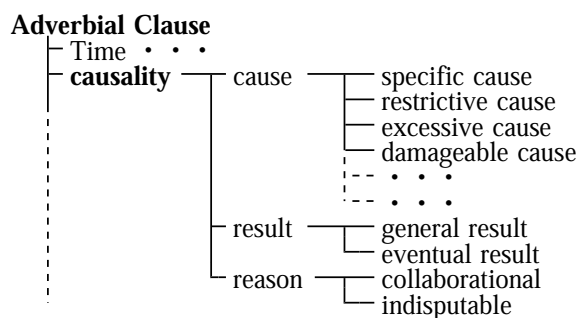 Adverbial Clause
Time • • •
causality cause specific cause
restrictive cause
excessive cause
damageable cause
• • •
• • •
result general result
eventual result
reason collaborational
indisputable